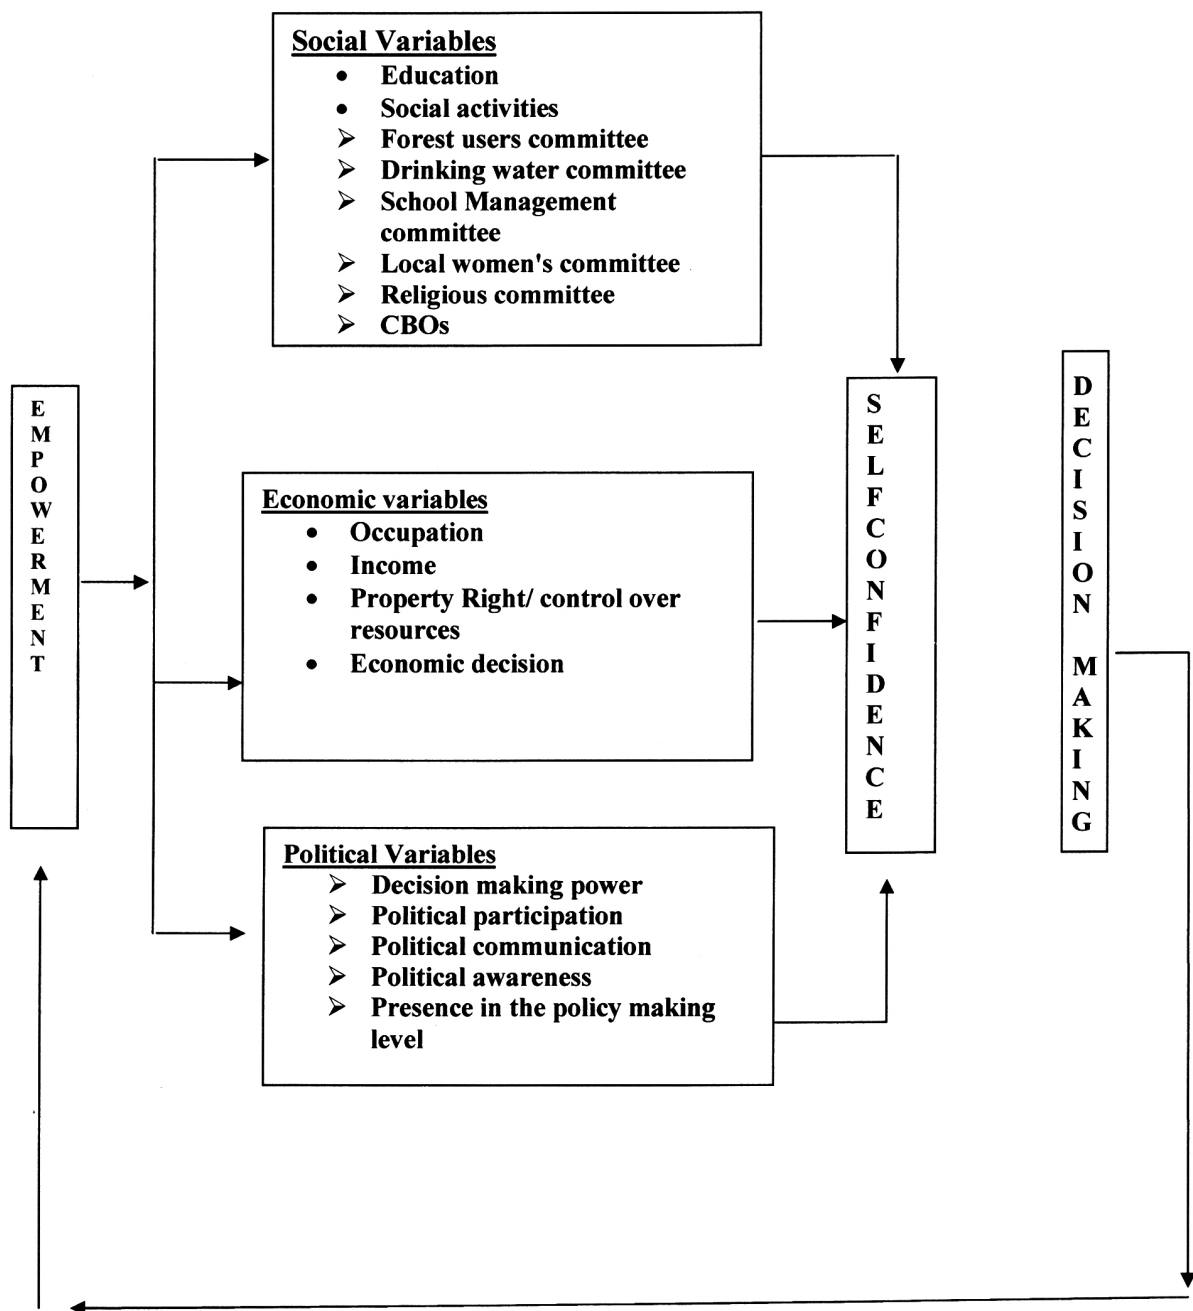 Social Variables
• Education
• Social activities
➢ Forest users committee
➢ Drinking water committee
➢ School Management
committee
➢ Local women's committee
➢ Religious committee
➢ CBOs
EMPOWERMENT
Economic variables
• Occupation
• Income
• Property Right/ control over
resources
• Economic decision
Political Variables
➢ Decision making power
➢ Political participation
➢ Political communication
➢ Political awareness
➢ Presence in the policy making
level
SELFCONFIDENCE
DECISION MAKING